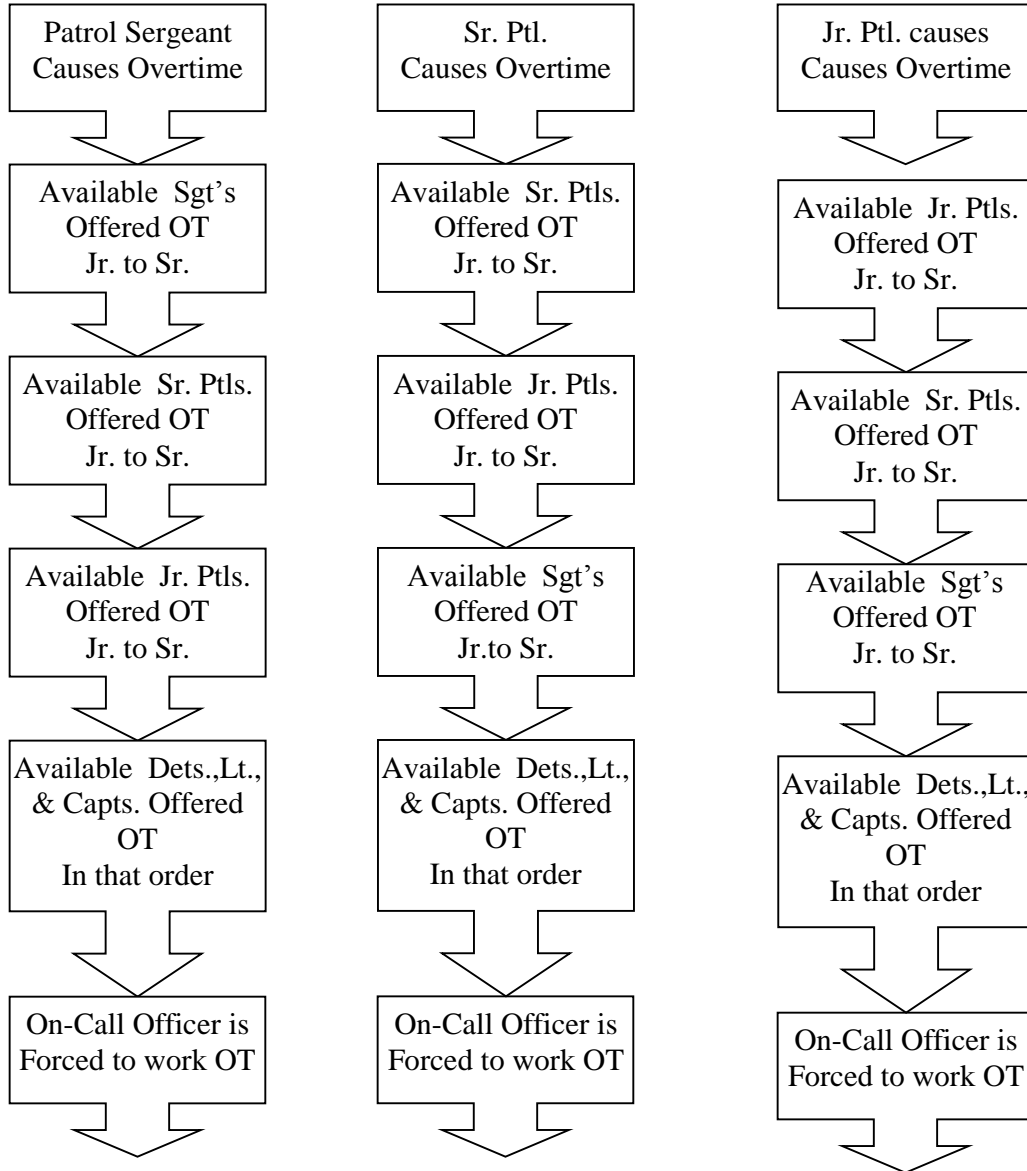 Patrol Sergeant
Causes Overtime
Available Sgt's
Offered OT
Jr. to Sr.
Available Sr. Ptls.
Offered OT
Jr. to Sr.
Available Jr. Ptls.
Offered OT
Jr. to Sr.
Available Dets.,Lt.,
& Capts. Offered
OT
In that order
On-Call Officer is
Forced to work OT
Sr. Ptl.
Causes Overtime
Available Sr. Ptls.
Offered OT
Jr. to Sr.
Available Jr. Ptls.
Offered OT
Jr. to Sr.
Available Sgt's
Offered OT
Jr.to Sr.
Available Dets.,Lt.,
& Capts. Offered
OT
In that order
On-Call Officer is
Forced to work OT
Jr. Ptl. causes
Causes Overtime
Available Jr. Ptls.
Offered OT
Jr. to Sr.
Available Sr. Ptls.
Offered OT
Jr. to Sr.
Available Sgt's
Offered OT
Jr. to Sr.
Available Dets.,Lt.,
& Capts. Offered
OT
In that order
On-Call Officer is
Forced to work OT